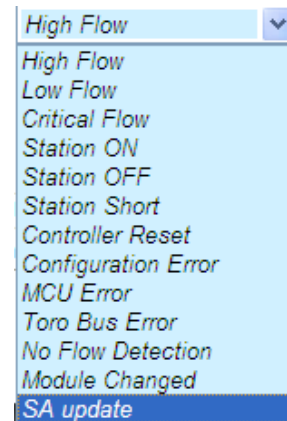 High Flow
High Flow
Low Flow
Critical Flow
Station ON
Station OFF
Station Short
Controller Reset
Configuration Error
MCU Error
Toro Bus Error
No Flow Detection
Module Changed
SA update